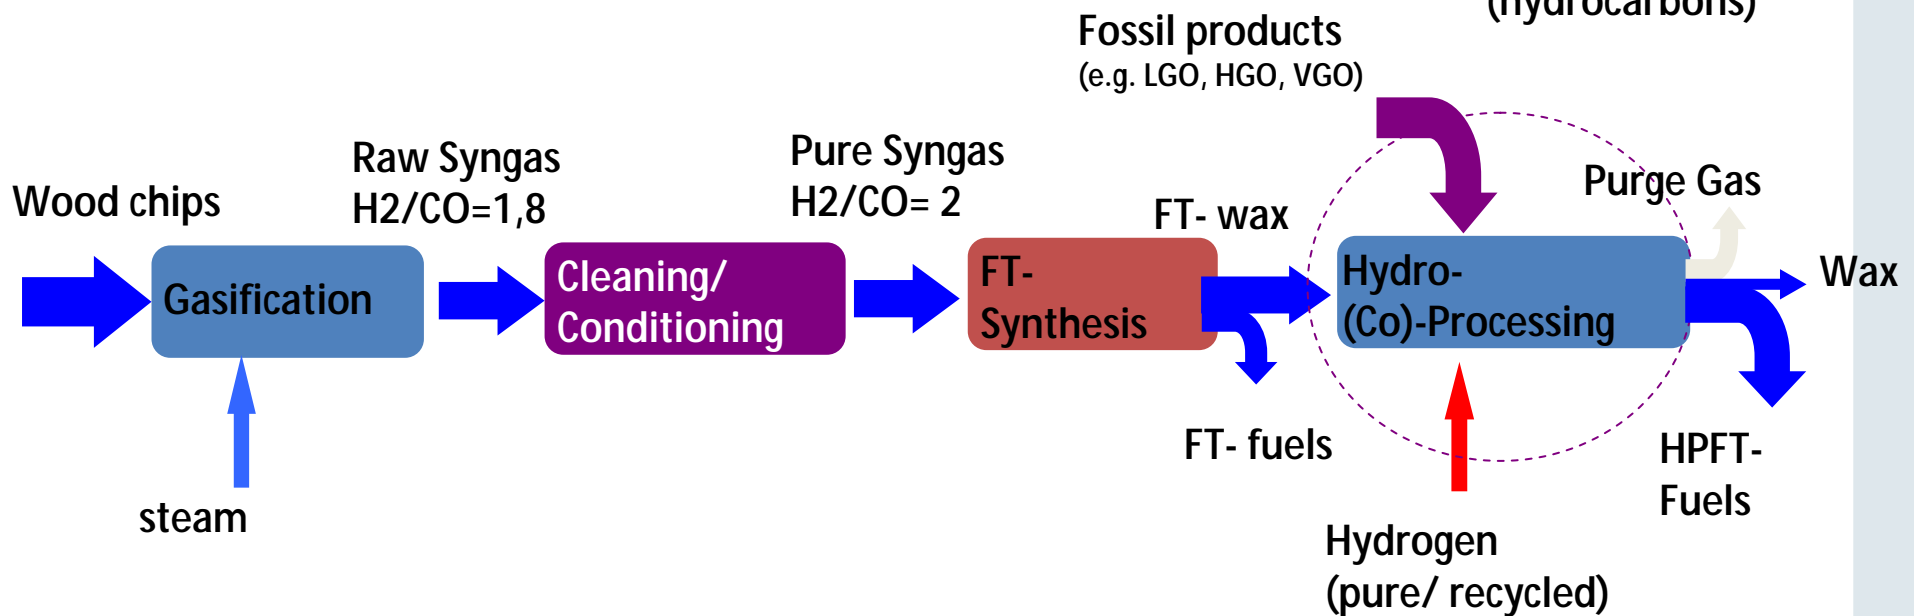 (hydrocarbons)
Fossil products
(e.g. LGO, HGO, VGO)
Raw Syngas
H2/CO=1,8
Pure Syngas
H2/CO= 2
Purge Gas
Wood chips
FT- wax
Gasification
Cleaning/
Conditioning
FT-
Synthesis
Hydro-
(Co)-Processing
Wax
FT- fuels
HPFT-
Fuels
steam
Hydrogen
(pure/ recycled)